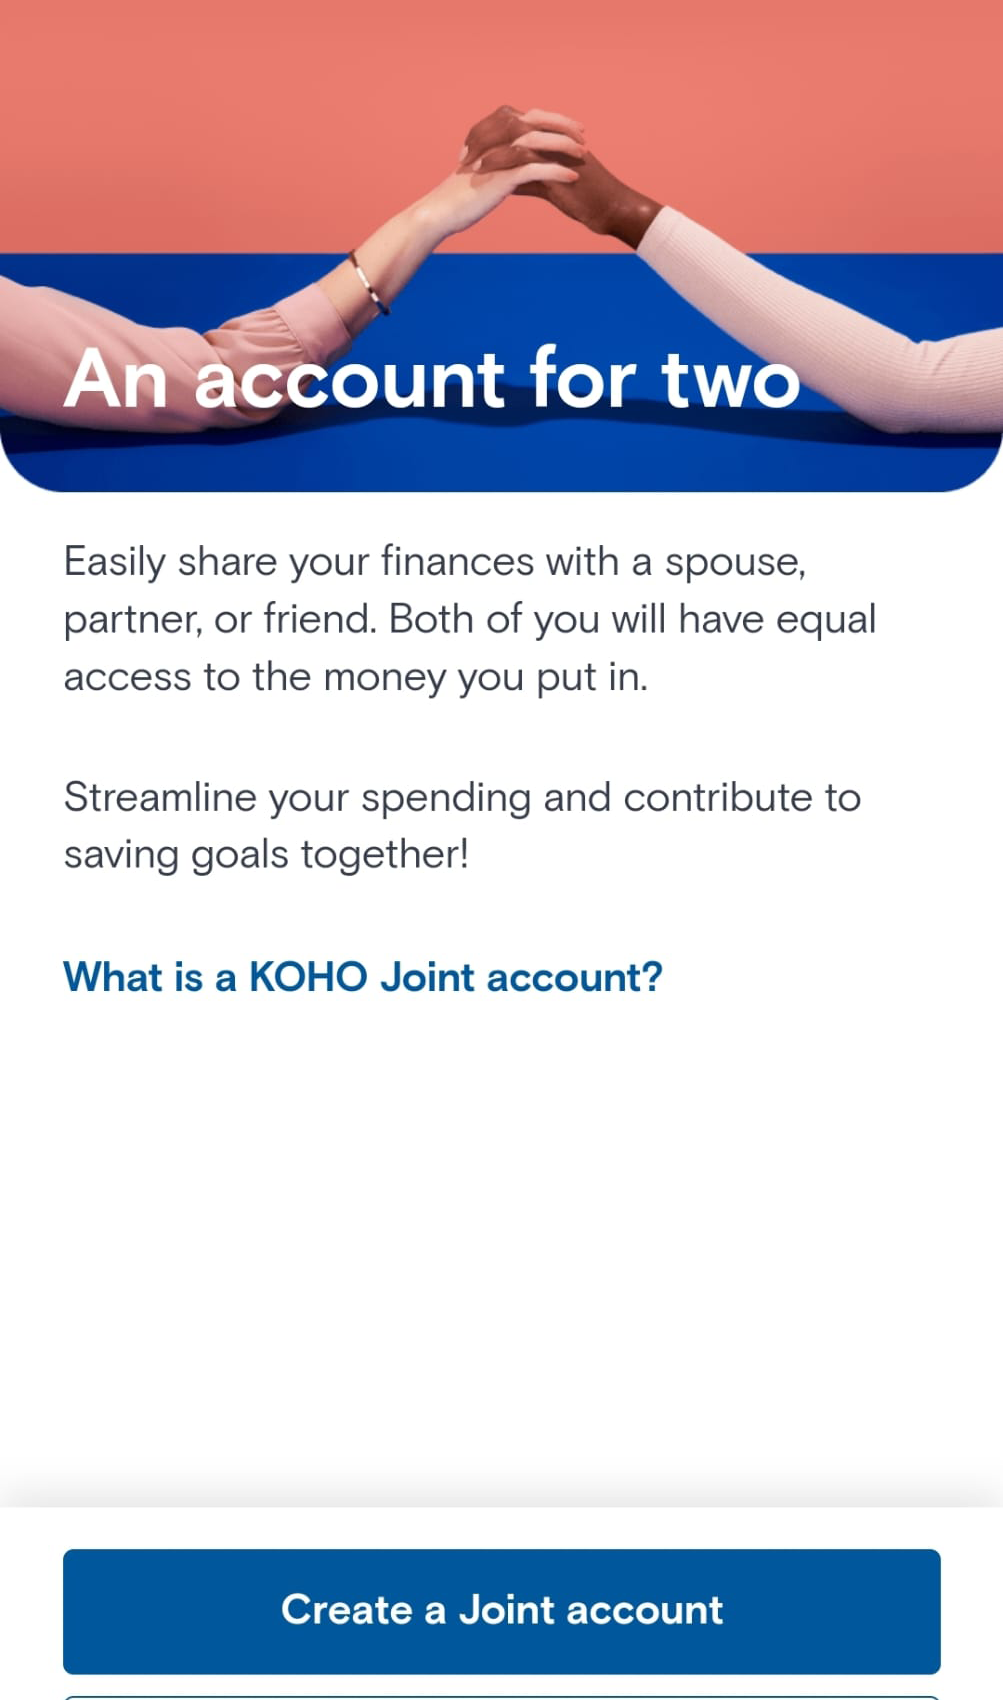 An account for two
Easily share your finances with a spouse,
partner, or friend. Both of you will have equal
access to the money you put in.
Streamline your spending and contribute to
saving goals together!
What is a KOHO Joint account?
Create a Joint account